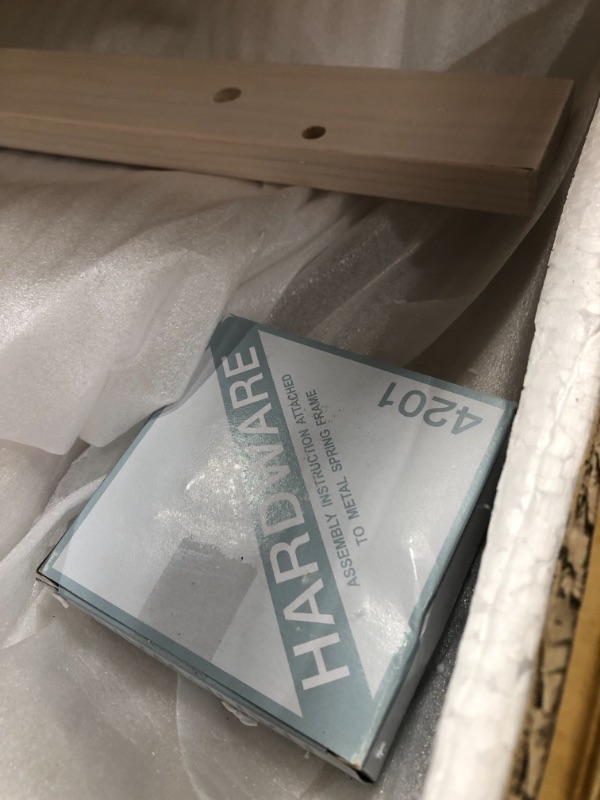 HARDWARE
ASSEMBLY INSTRUCTION ATTACHED
TO METAL SPRING FRAME
4201